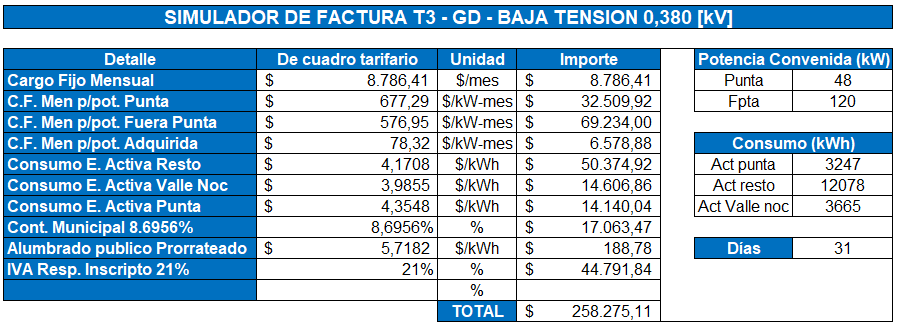 SIMULADOR DE FACTURA T3 - GD - BAJA TENSION 0,380 [kV]
Detalle De cuadro tarifario Unidad Importe Potencia Convenida (kW)
Cargo Fijo Mensual $ 8.786,41 $/mes $ 8.786,41 Punta 48
C.F. Men p/pot. Punta $ 677,29 $/kW-mes $ 32.509,92 Fpta 120
C.F. Men p/pot. Fuera Punta $ 576,95 $/kW-mes $ 69.234,00
C.F. Men p/pot. Adquirida $ 78,32 $/kW-mes $ 6.578,88 Consumo (kWh)
Consumo E. Activa Resto $ 4,1708 $/kWh $ 50.374,92 Act punta 3247
Consumo E. Activa Valle Noc $ 3,9855 $/kWh $ 14.606,86 Act resto 12078
Consumo E. Activa Punta $ 4,3548 $/kWh $ 14.140,04 Act Valle noc 3665
Cont. Municipal 8.6956% 8,6956% % $ 17.063,47
Alumbrado publico Prorrateado $ 5,7182 $/kWh $ 188,78 Dias 31
IVA Resp. Inscripto 21% 21% % $ 44.791,84
%
TOTAL $ 258.275,11